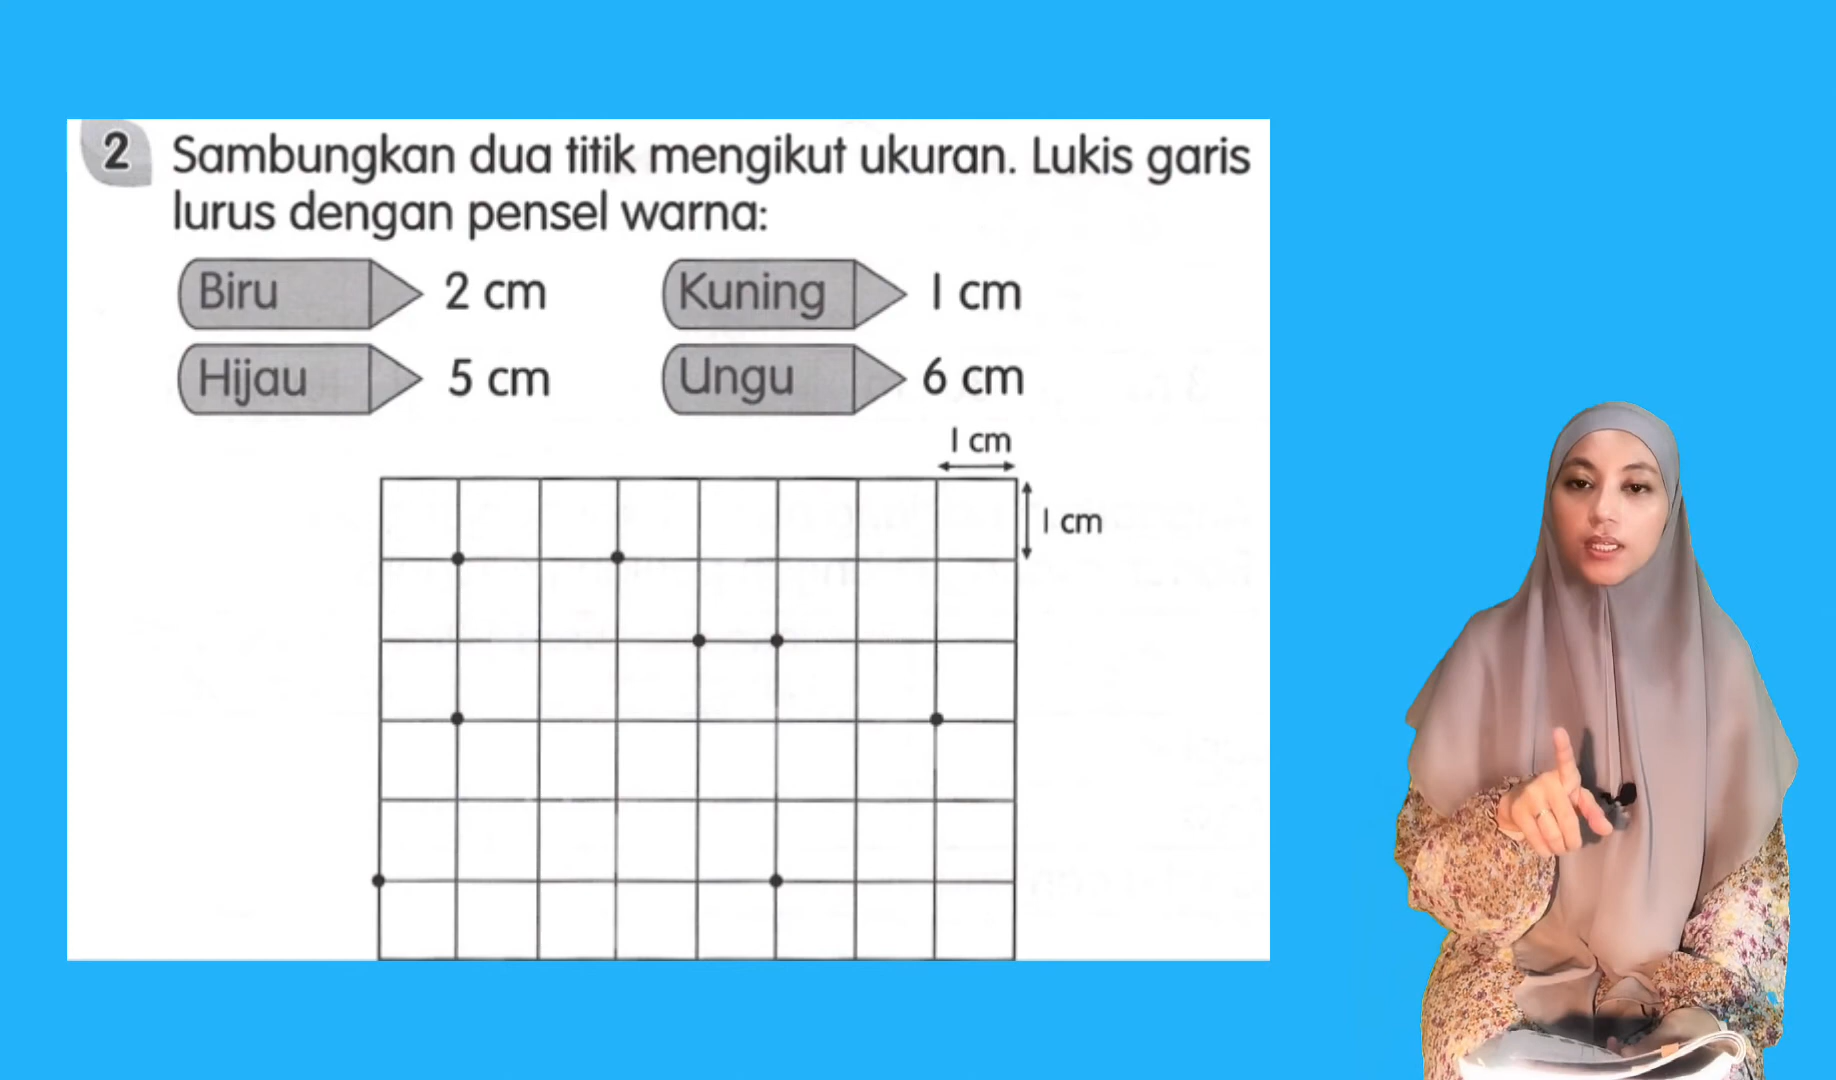 2 Sambungkan dua titik mengikut ukuran. Lukis garis
lurus dengan pensel warna:
Biru 2 cm Kuning 1 cm
Hijau 5 cm Ungu 6 cm
1 cm
1 cm